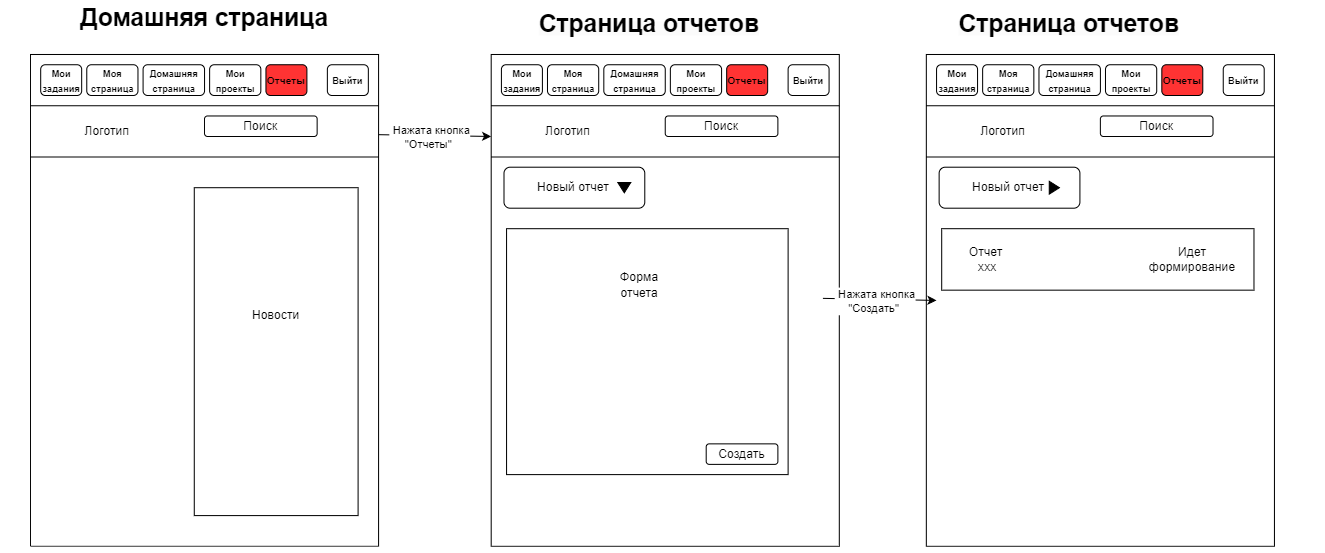 Домашняя страница
Мои
задания
Моя
страница
Домашняя
страница
Мои
проекты
Отчеты
Выйти
Логотип
Поиск
Новости
Нажата кнопка
"Отчеты"
Страница отчетов
Мои
задания
Моя
страница
Домашняя
страница
Мои
проекты
Отчеты
Выйти
Логотип
Поиск
Новый отчет
Форма
отчета
Создать
Нажата кнопка
"Создать"
Страница отчетов
Мои
задания
Моя
страница
Домашняя
страница
Мои
проекты
Отчеты
Выйти
Логотип
Поиск
Новый отчет
Отчет
xxx
Идет
формирование